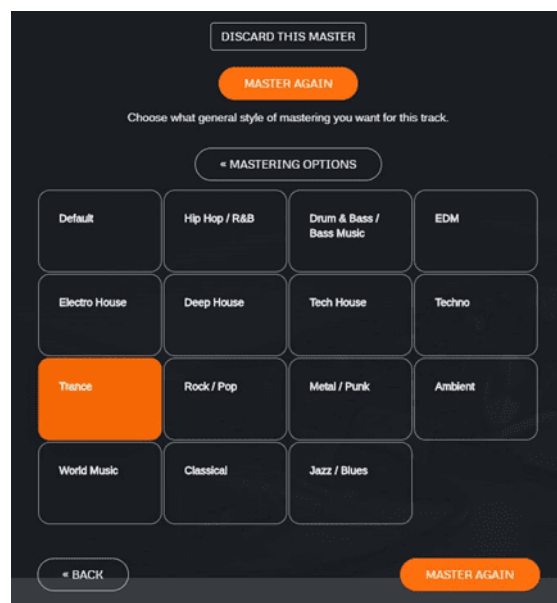 DISCARD THIS MASTER
MASTER AGAIN
Choose what general style of mastering you want for this track.
« MASTERING OPTIONS
Default
Hip Hop / R&B
Drum & Bass /
Bass Music
EDM
Electro House
Deep House
Tech House
Techno
Trance
Rock / Pop
Metal / Punk
Ambient
World Music
Classical
Jazz / Blues
« BACK
MASTER AGAIN